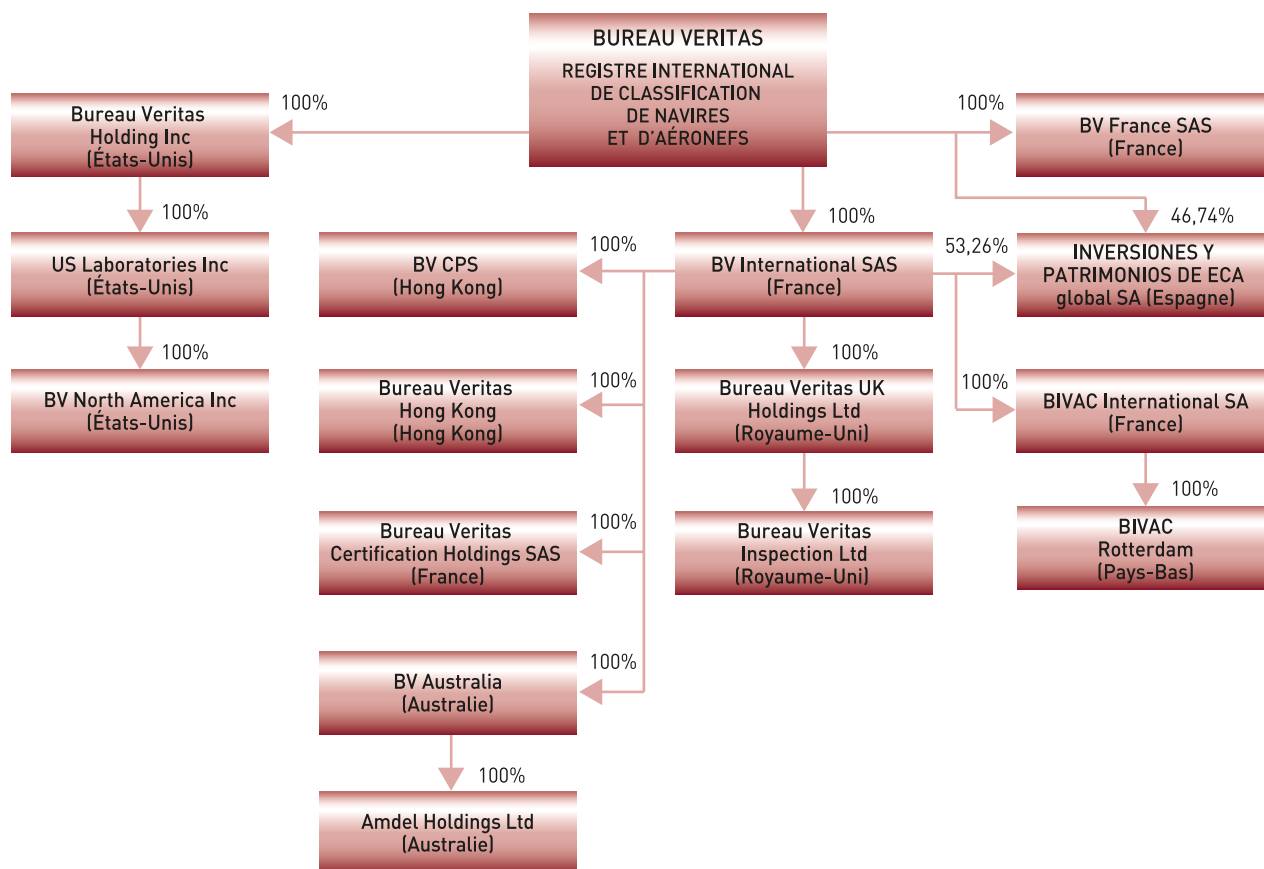 BUREAU VERITAS
REGISTRE INTERNATIONAL
DE CLASSIFICATION
DE NAVIRES
ET D'AÉRONEFS
100%
Bureau Veritas
Holding Inc
(États-Unis)
100%
BV France SAS
(France)
100%
US Laboratories Inc
(États-Unis)
100%
BV CPS
(Hong Kong)
100%
BV International SAS
(France)
53,26%
46,74%
INVERSIONES Y
PATRIMONIOS DE ECA
global SA (Espagne)
100%
BV North America Inc
(États-Unis)
100%
Bureau Veritas
Hong Kong
(Hong Kong)
100%
Bureau Veritas UK
Holdings Ltd
(Royaume-Uni)
100%
BIVAC International SA
(France)
100%
Bureau Veritas
Certification Holdings SAS
(France)
100%
Bureau Veritas
Inspection Ltd
(Royaume-Uni)
100%
BIVAC
Rotterdam
(Pays-Bas)
100%
BV Australia
(Australie)
100%
Amdel Holdings Ltd
(Australie)